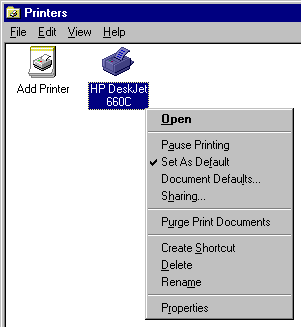 Printers
File Edit View Help
Add Printer
HP DeskJet
660C
Open
Pause Printing
Set As Default
Document Defaults...
Sharing...
Purge Print Documents
Create Shortcut
Delete
Rename
Properties